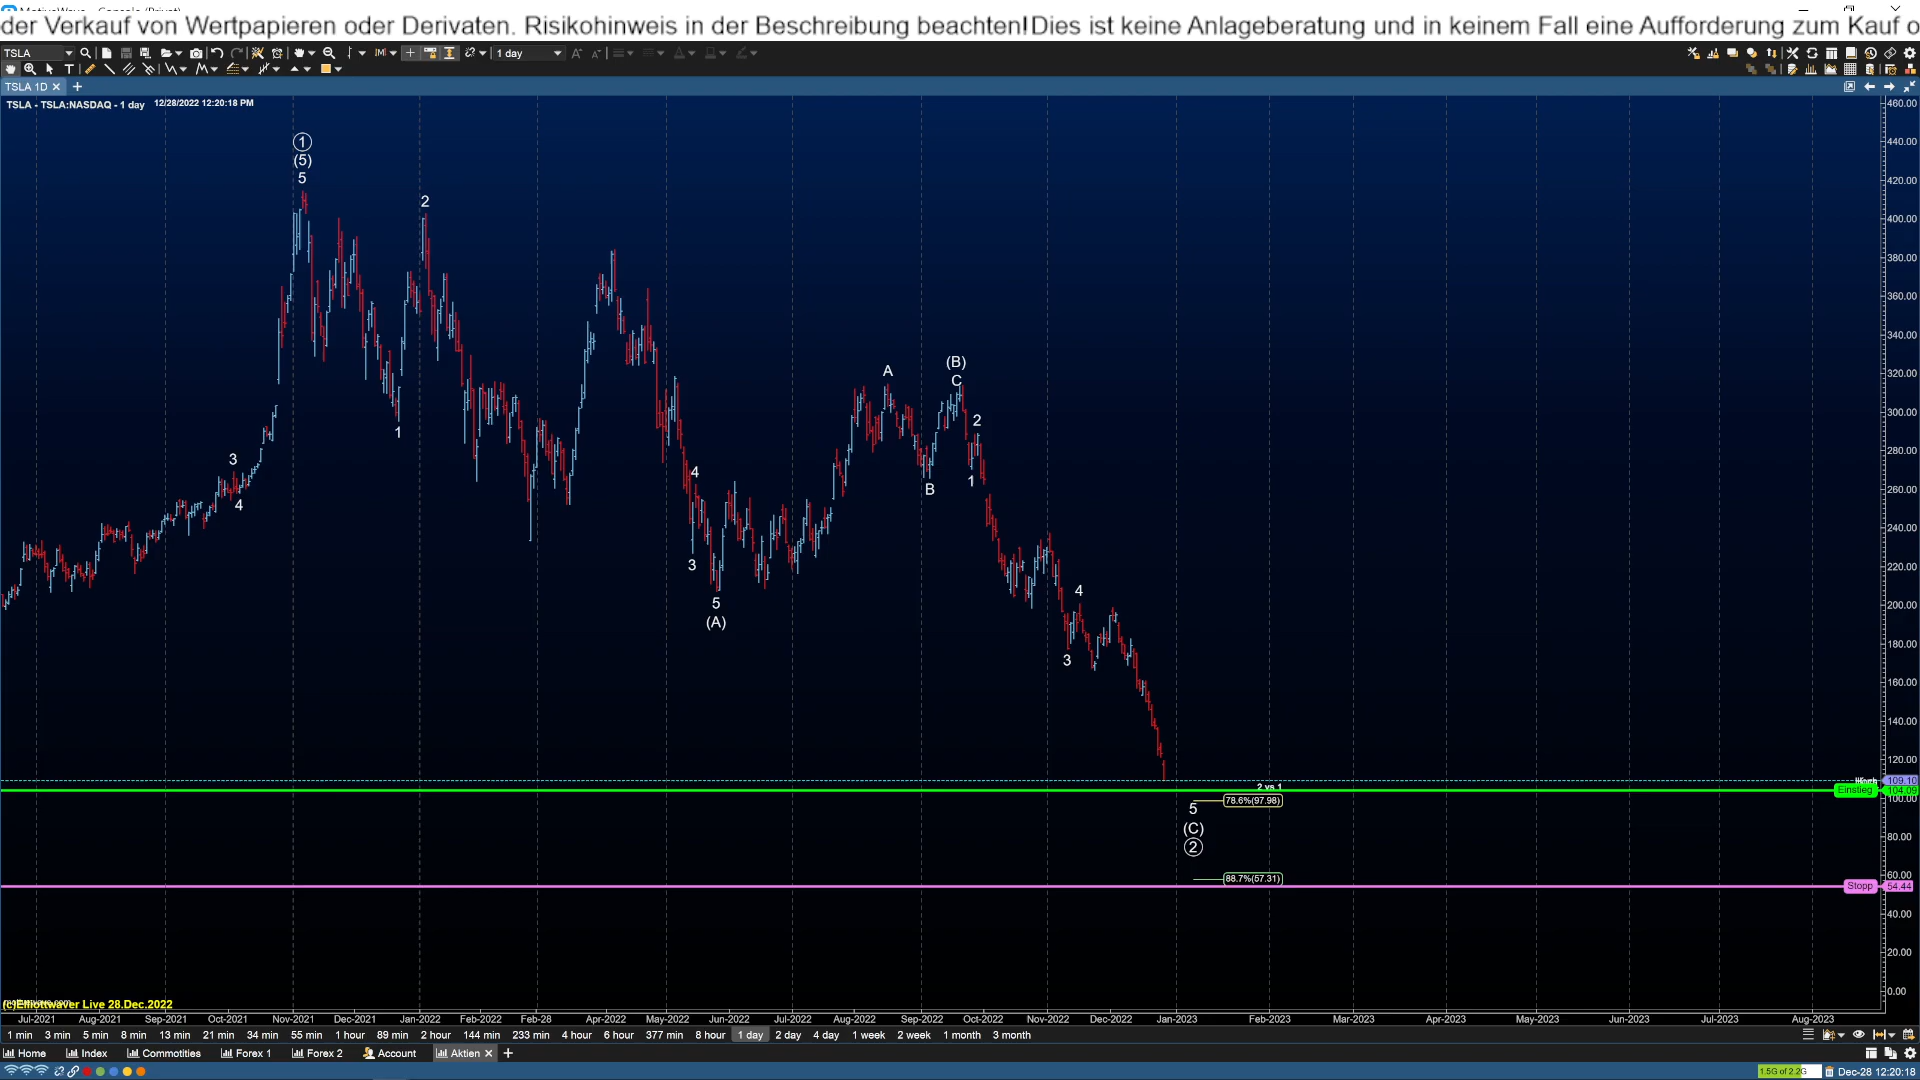 der Verkauf von Wertpapieren oder Derivaten. Risikohinweis in der Beschreibung beachten! Dies ist keine Anlageberatung und in keinem Fall eine Aufforderung zum Kauf o
TSLA
1 day
TSLA 1D
TSLA - TSLA:NASDAQ - 1 day 12/28/2022 12:20:18 PM
460.00
440.00
420.00
400.00
380.00
360.00
340.00
320.00
300.00
280.00
260.00
240.00
220.00
200.00
180.00
160.00
140.00
120.00
109.10
104.09
100.00
80.00
60.00
54.44
40.00
20.00
0.00
1
(5)
5
2
3
4
1
4
3
5
(A)
A
(B)
C
B
2
1
4
3
2 vs 1
Einstieg
78.6%(97.98)
5
(C)
2
88.7%(57.31)
Stopp
(c)Elliottwaver Live 28.Dec.2022
Jul-2021 Aug-2021 Sep-2021 Oct-2021 Nov-2021 Dec-2021 Jan-2022 Feb-2022 Feb-28 Apr-2022 May-2022 Jun-2022 Jul-2022 Aug-2022 Sep-2022 Oct-2022 Nov-2022 Dec-2022 Jan-2023 Feb-2023 Mar-2023 Apr-2023 May-2023 Jun-2023 Jul-2023 Aug-2023
1 min 3 min 5 min 8 min 13 min 21 min 34 min 55 min 1 hour 89 min 2 hour 144 min 233 min 4 hour 6 hour 377 min 8 hour 1 day 2 day 4 day 1 week 2 week 1 month 3 month
Home Index Commotities Forex 1 Forex 2 Account Aktien
1.5G of 2.2G Dec-28 12:20:18